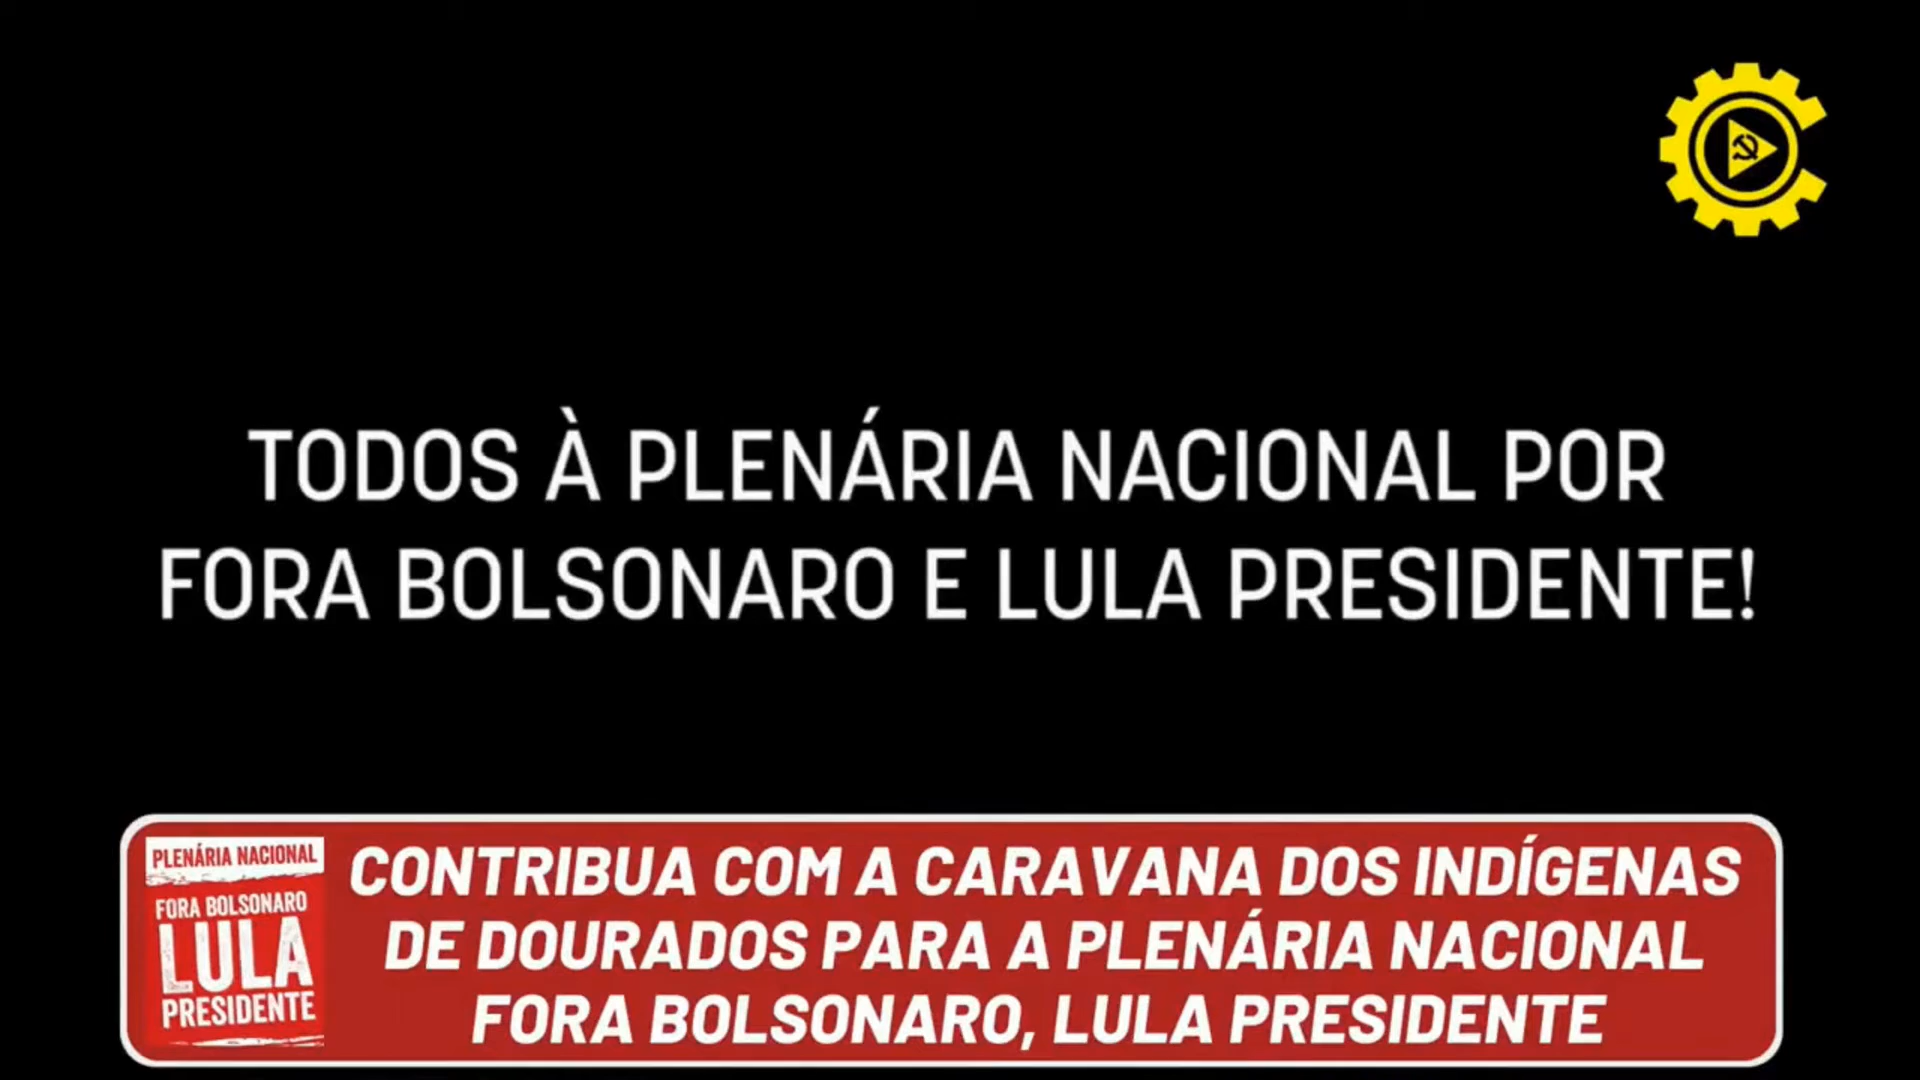 TODOS À PLENÁRIA NACIONAL POR
FORA BOLSONARO E LULA PRESIDENTE!
PLENÁRIA NACIONAL
FORA BOLSONARO
LULA
PRESIDENTE
CONTRIBUA COM A CARAVANA DOS INDÍGENAS
DE DOURADOS PARA A PLENÁRIA NACIONAL
FORA BOLSONARO, LULA PRESIDENTE